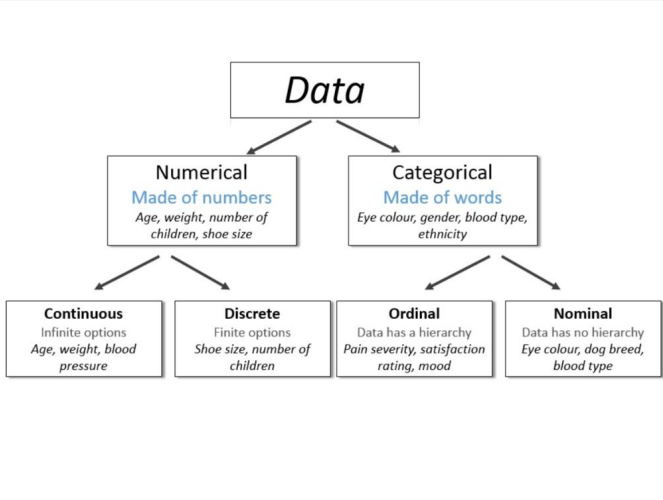 Data
Numerical
Made of numbers
Age, weight, number of
children, shoe size
Categorical
Made of words
Eye colour, gender, blood type,
ethnicity
Continuous
Infinite options
Age, weight, blood
pressure
Discrete
Finite options
Shoe size, number of
children
Ordinal
Data has a hierarchy
Pain severity, satisfaction
rating, mood
Nominal
Data has no hierarchy
Eye colour, dog breed,
blood type